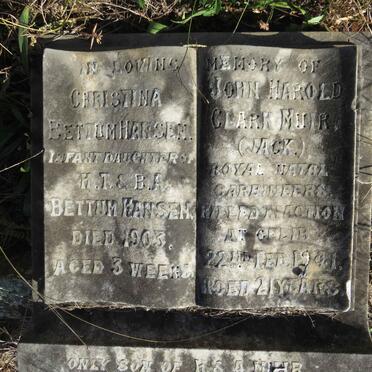 IN LOVING
CHRISTINA
BETTUM HANSEN.
INFANT DAUGHTER OF
H.T. & B.A.
BETTUM HANSEN.
DIED 1903.
AGED 3 WEEKS.
MEMORY OF
JOHN HAROLD
CLARK MUIR.
(JACK.)
ROYAL NATAL
CARBINEERS.
KILLED IN ACTION
AT GELIB
22ND FEB. 1941.
AGED 21 YEARS.
ONLY SON OF & A. MUIR